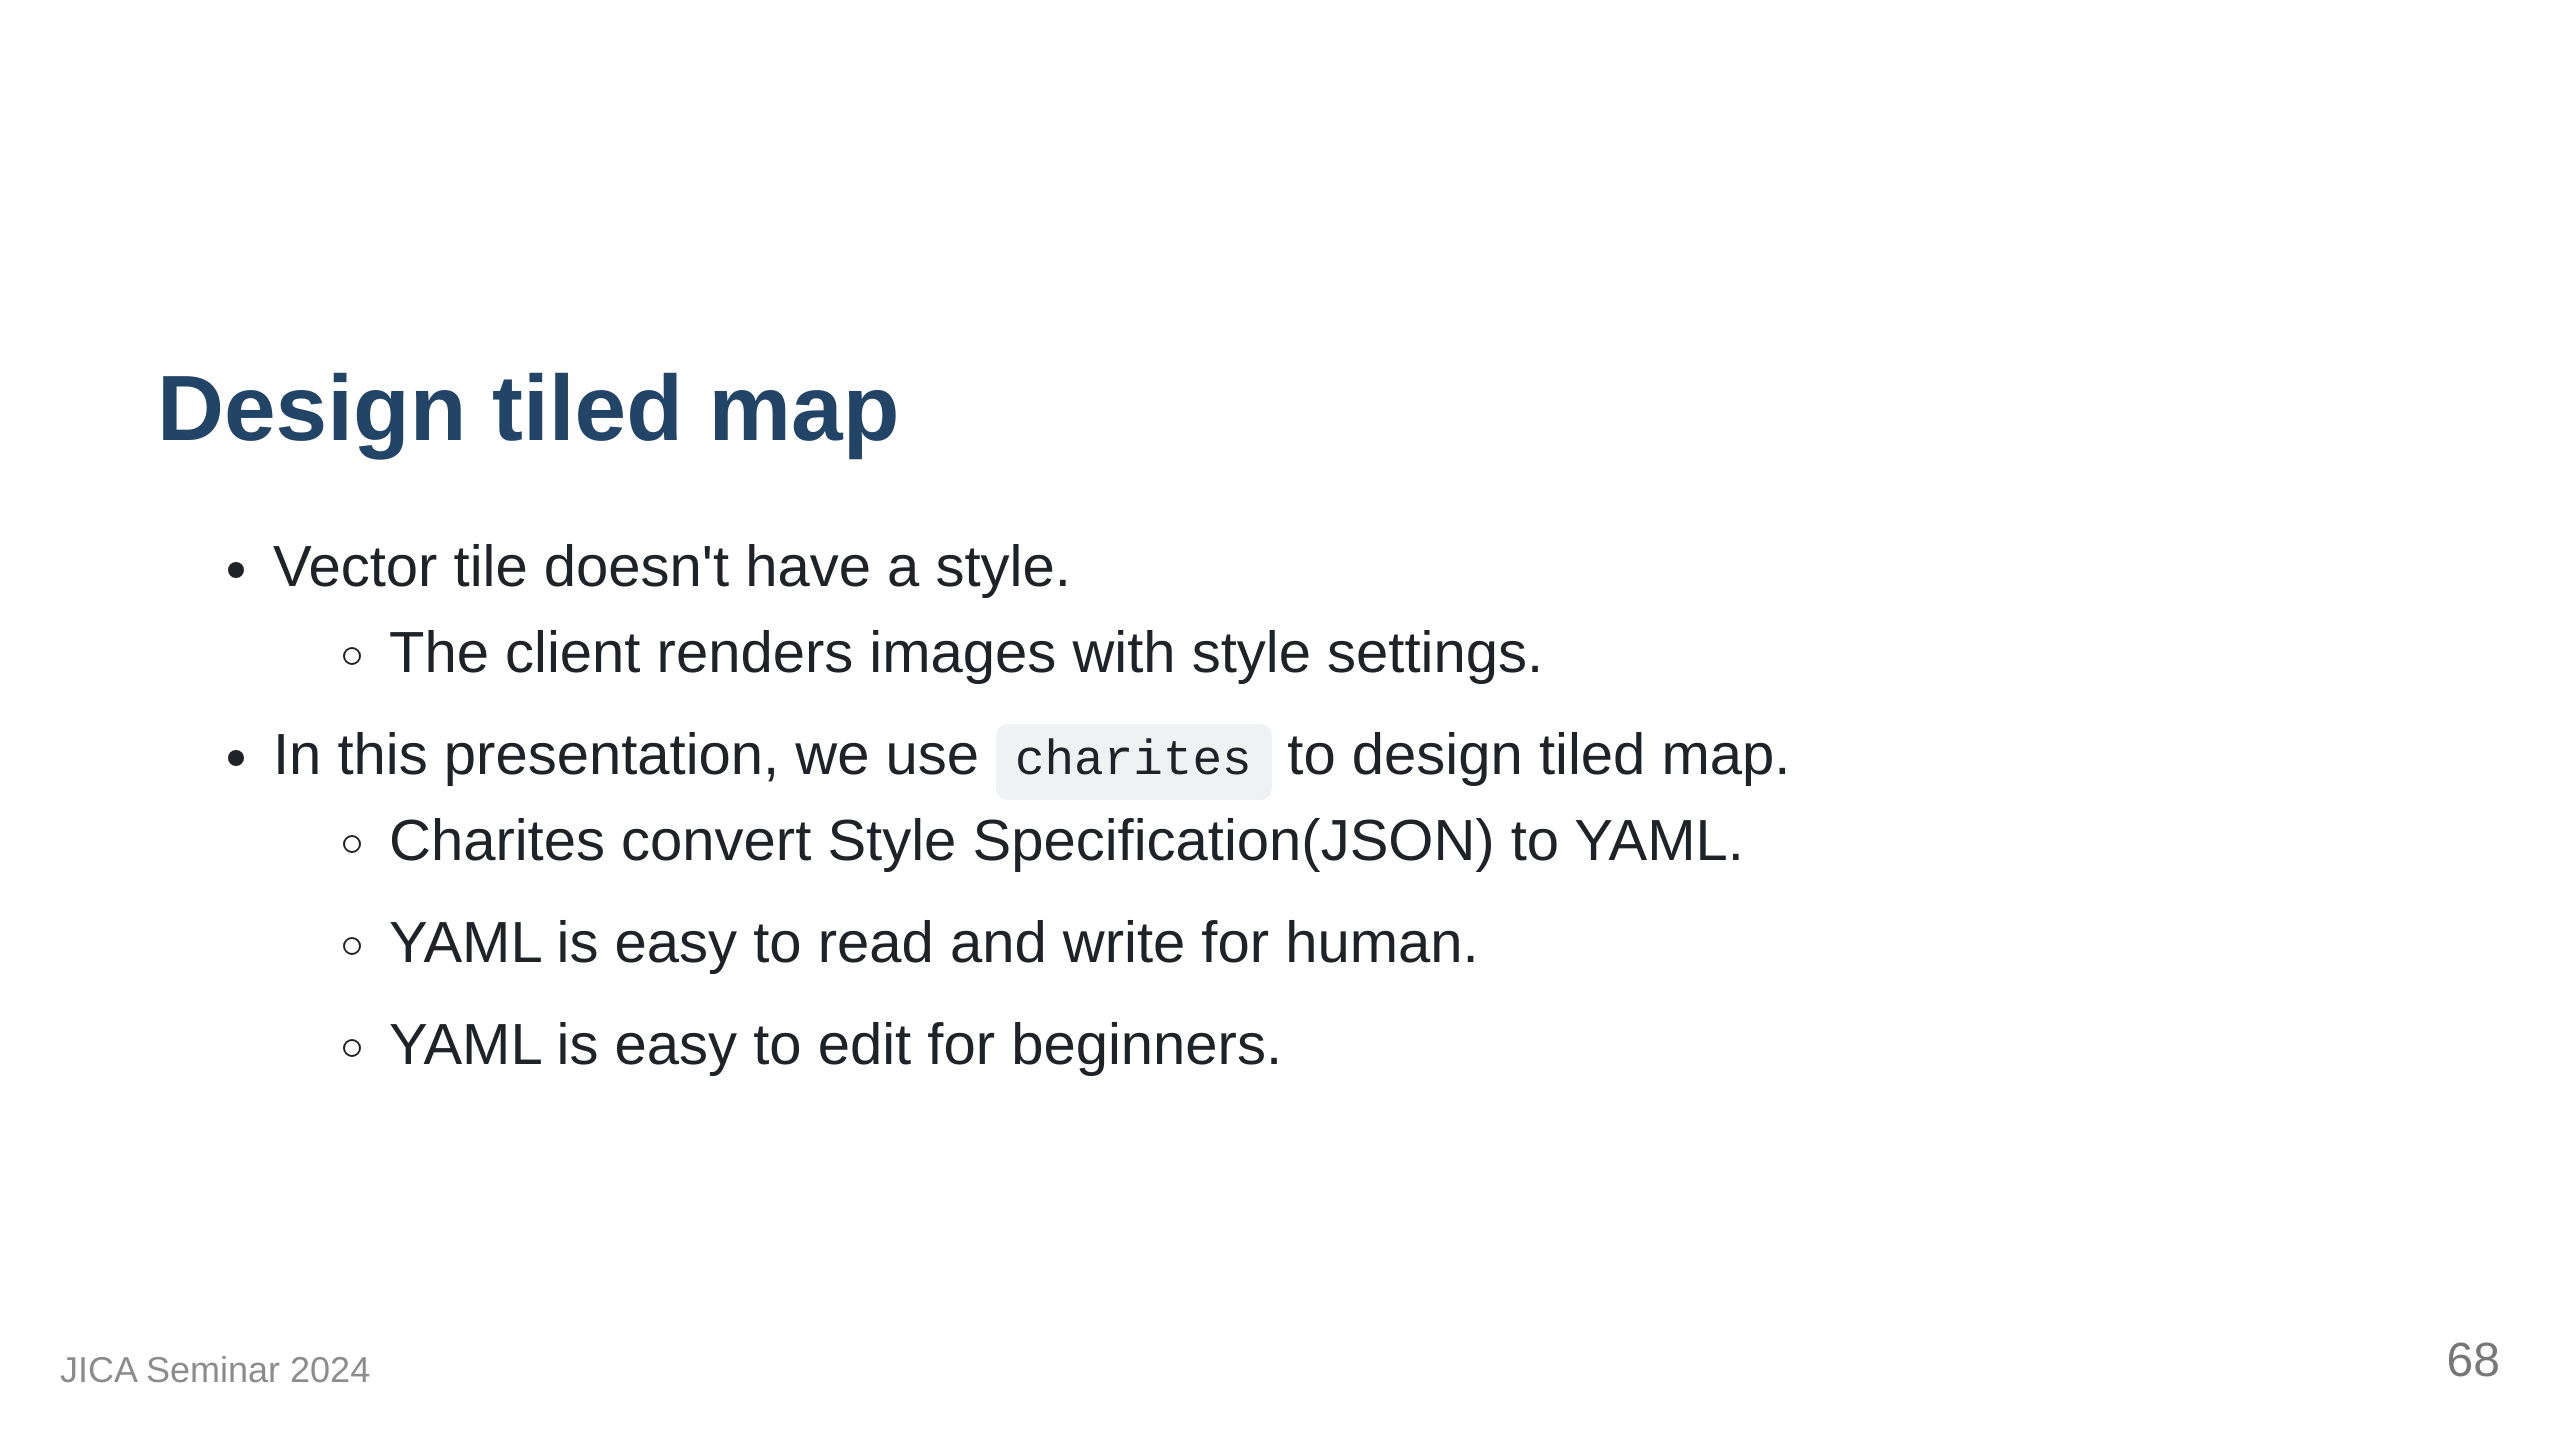 Design tiled map
Vector tile doesn't have a style.
The client renders images with style settings.
In this presentation, we use charites to design tiled map.
Charites convert Style Specification(JSON) to YAML.
YAML is easy to read and write for human.
YAML is easy to edit for beginners.
JICA Seminar 2024
68